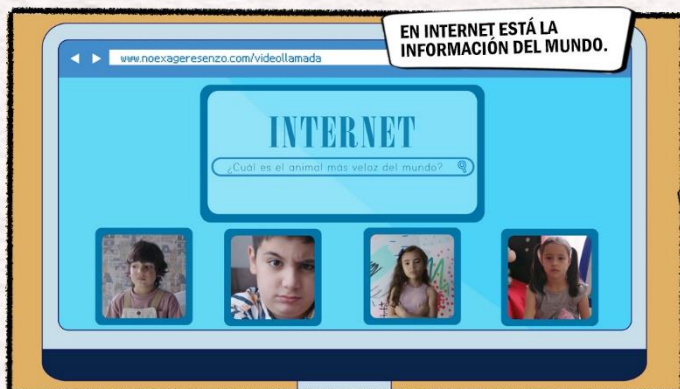 EN INTERNET ESTÁ LA
INFORMACIÓN DEL MUNDO.
www.noexageresenzo.com/videollamada
INTERNET
¿Cuál es el animal más veloz del mundo?